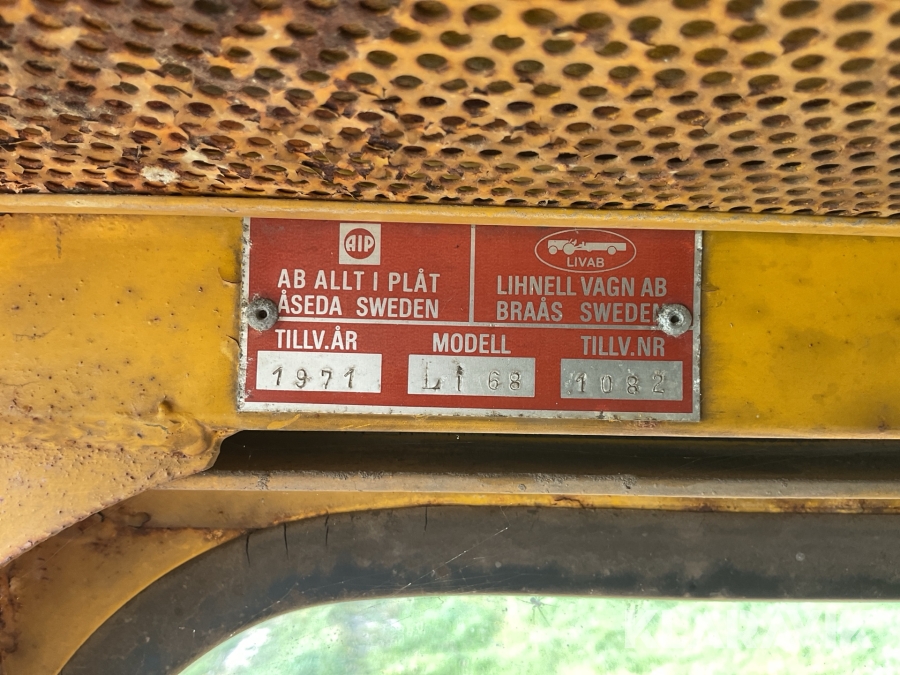 AIP
AB ALLT I PLÅT
ÅSEDA SWEDEN
LIVAB
LIHNELL VAGN AB
BRAÅS SWEDEN
TILLV.ÅR MODELL TILLV.NR
1971 LI 68 1082